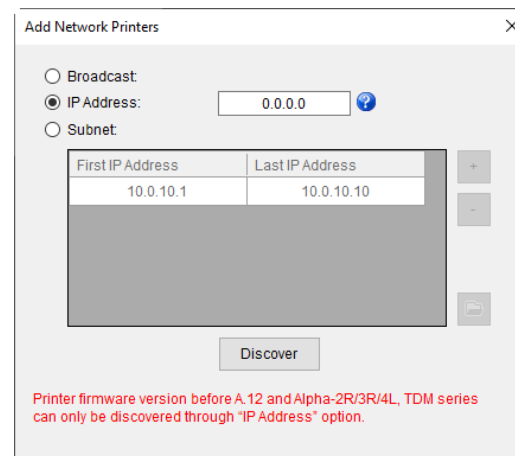 Add Network Printers
Broadcast:
IP Address: 0.0.0.0 ?
Subnet:
First IP Address Last IP Address
10.0.10.1 10.0.10.10
+
-
Discover
Printer firmware version before A.12 and Alpha-2R/3R/4L, TDM series
can only be discovered through “IP Address” option.